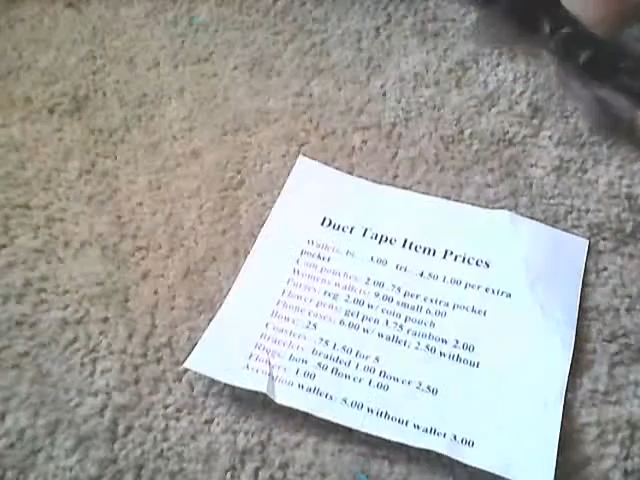 Duct Tape Item Prices
Wallets: bi... 3.00 tri... 4.50 1.00 per extra
pocket
Coin pouches: 2.00 .75 per extra pocket
Womens wallets: 9.00 small 6.00
Purses: reg 2.00 w/ coin pouch
Flower pens: gel pen 3.75 rainbow 2.00
Phone cases: 6.00 w/ wallet; 2.50 without
Bows: .25
Coasters: .75 1.50 for 5
Bracelets: braided 1.00 flower 2.50
Rings: bow .50 flower 1.00
1.00
Accordion wallets: 5.00 without wallet 3.00